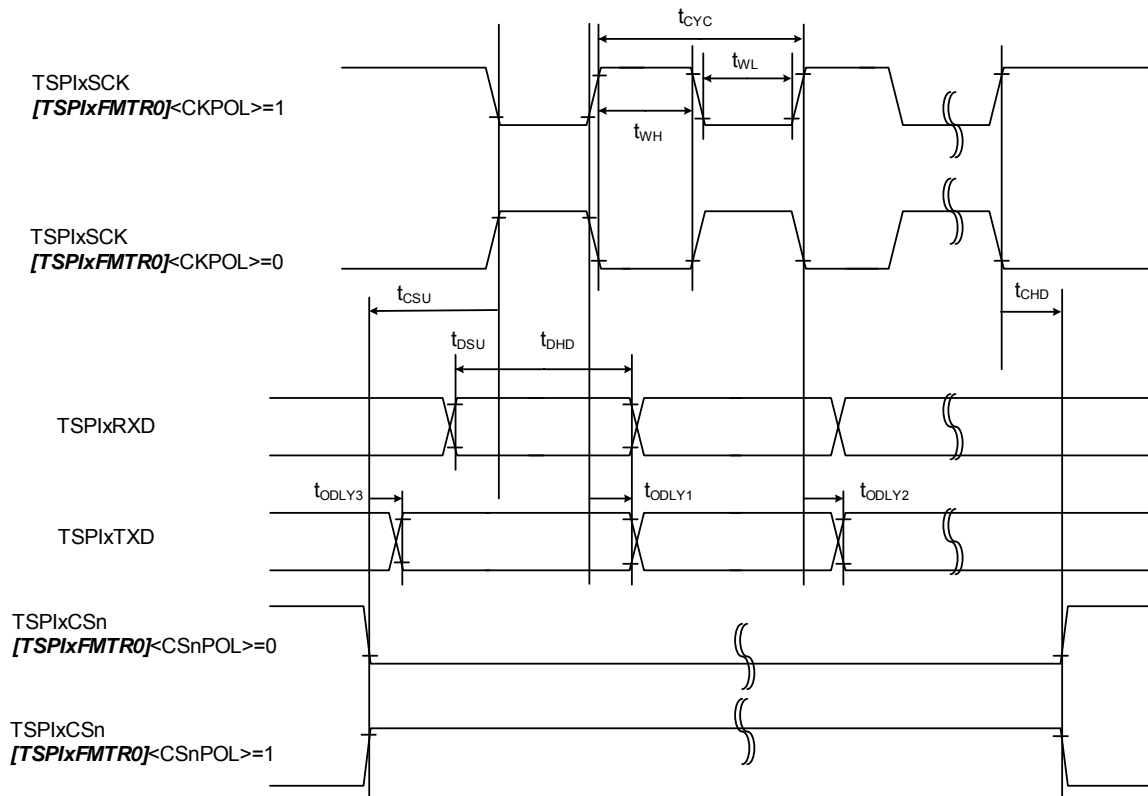 tCYC
TSPIxSCK
[TSPIxFMTR0]<CKPOL>=1
tWL
tWH
TSPIxSCK
[TSPIxFMTR0]<CKPOL>=0
tCSU
tCHD
tDSU
tDHD
TSPIxRXD
tODLY3
tODLY1
tODLY2
TSPIxTXD
TSPIxCSn
[TSPIxFMTR0]<CSnPOL>=0
TSPIxCSn
[TSPIxFMTR0]<CSnPOL>=1